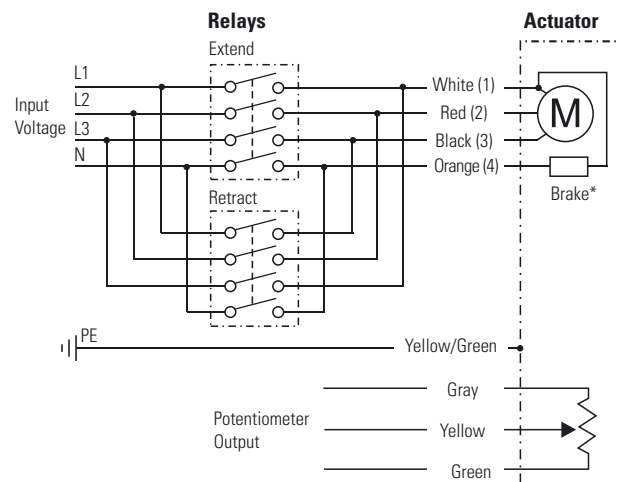 Relays
Actuator
Extend
L1
L2
L3
N
Input
Voltage
White (1)
Red (2)
Black (3)
Orange (4)
M
Brake*
Retract
PE
Yellow/Green
Potentiometer
Output
Gray
Yellow
Green